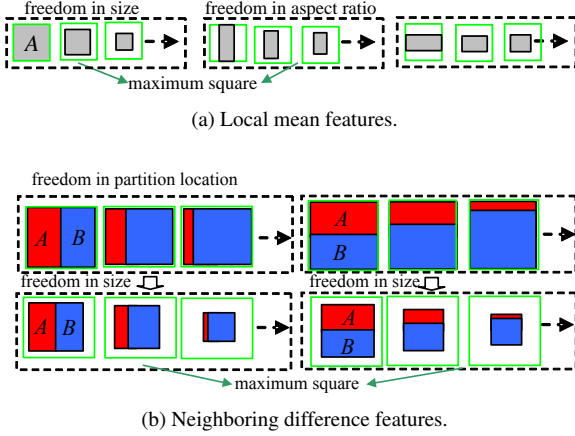 freedom in size
freedom in aspect ratio
A
maximum square
(a) Local mean features.
freedom in partition location
A B
A
B
freedom in size
freedom in size
A B
A
B
maximum square
(b) Neighboring difference features.